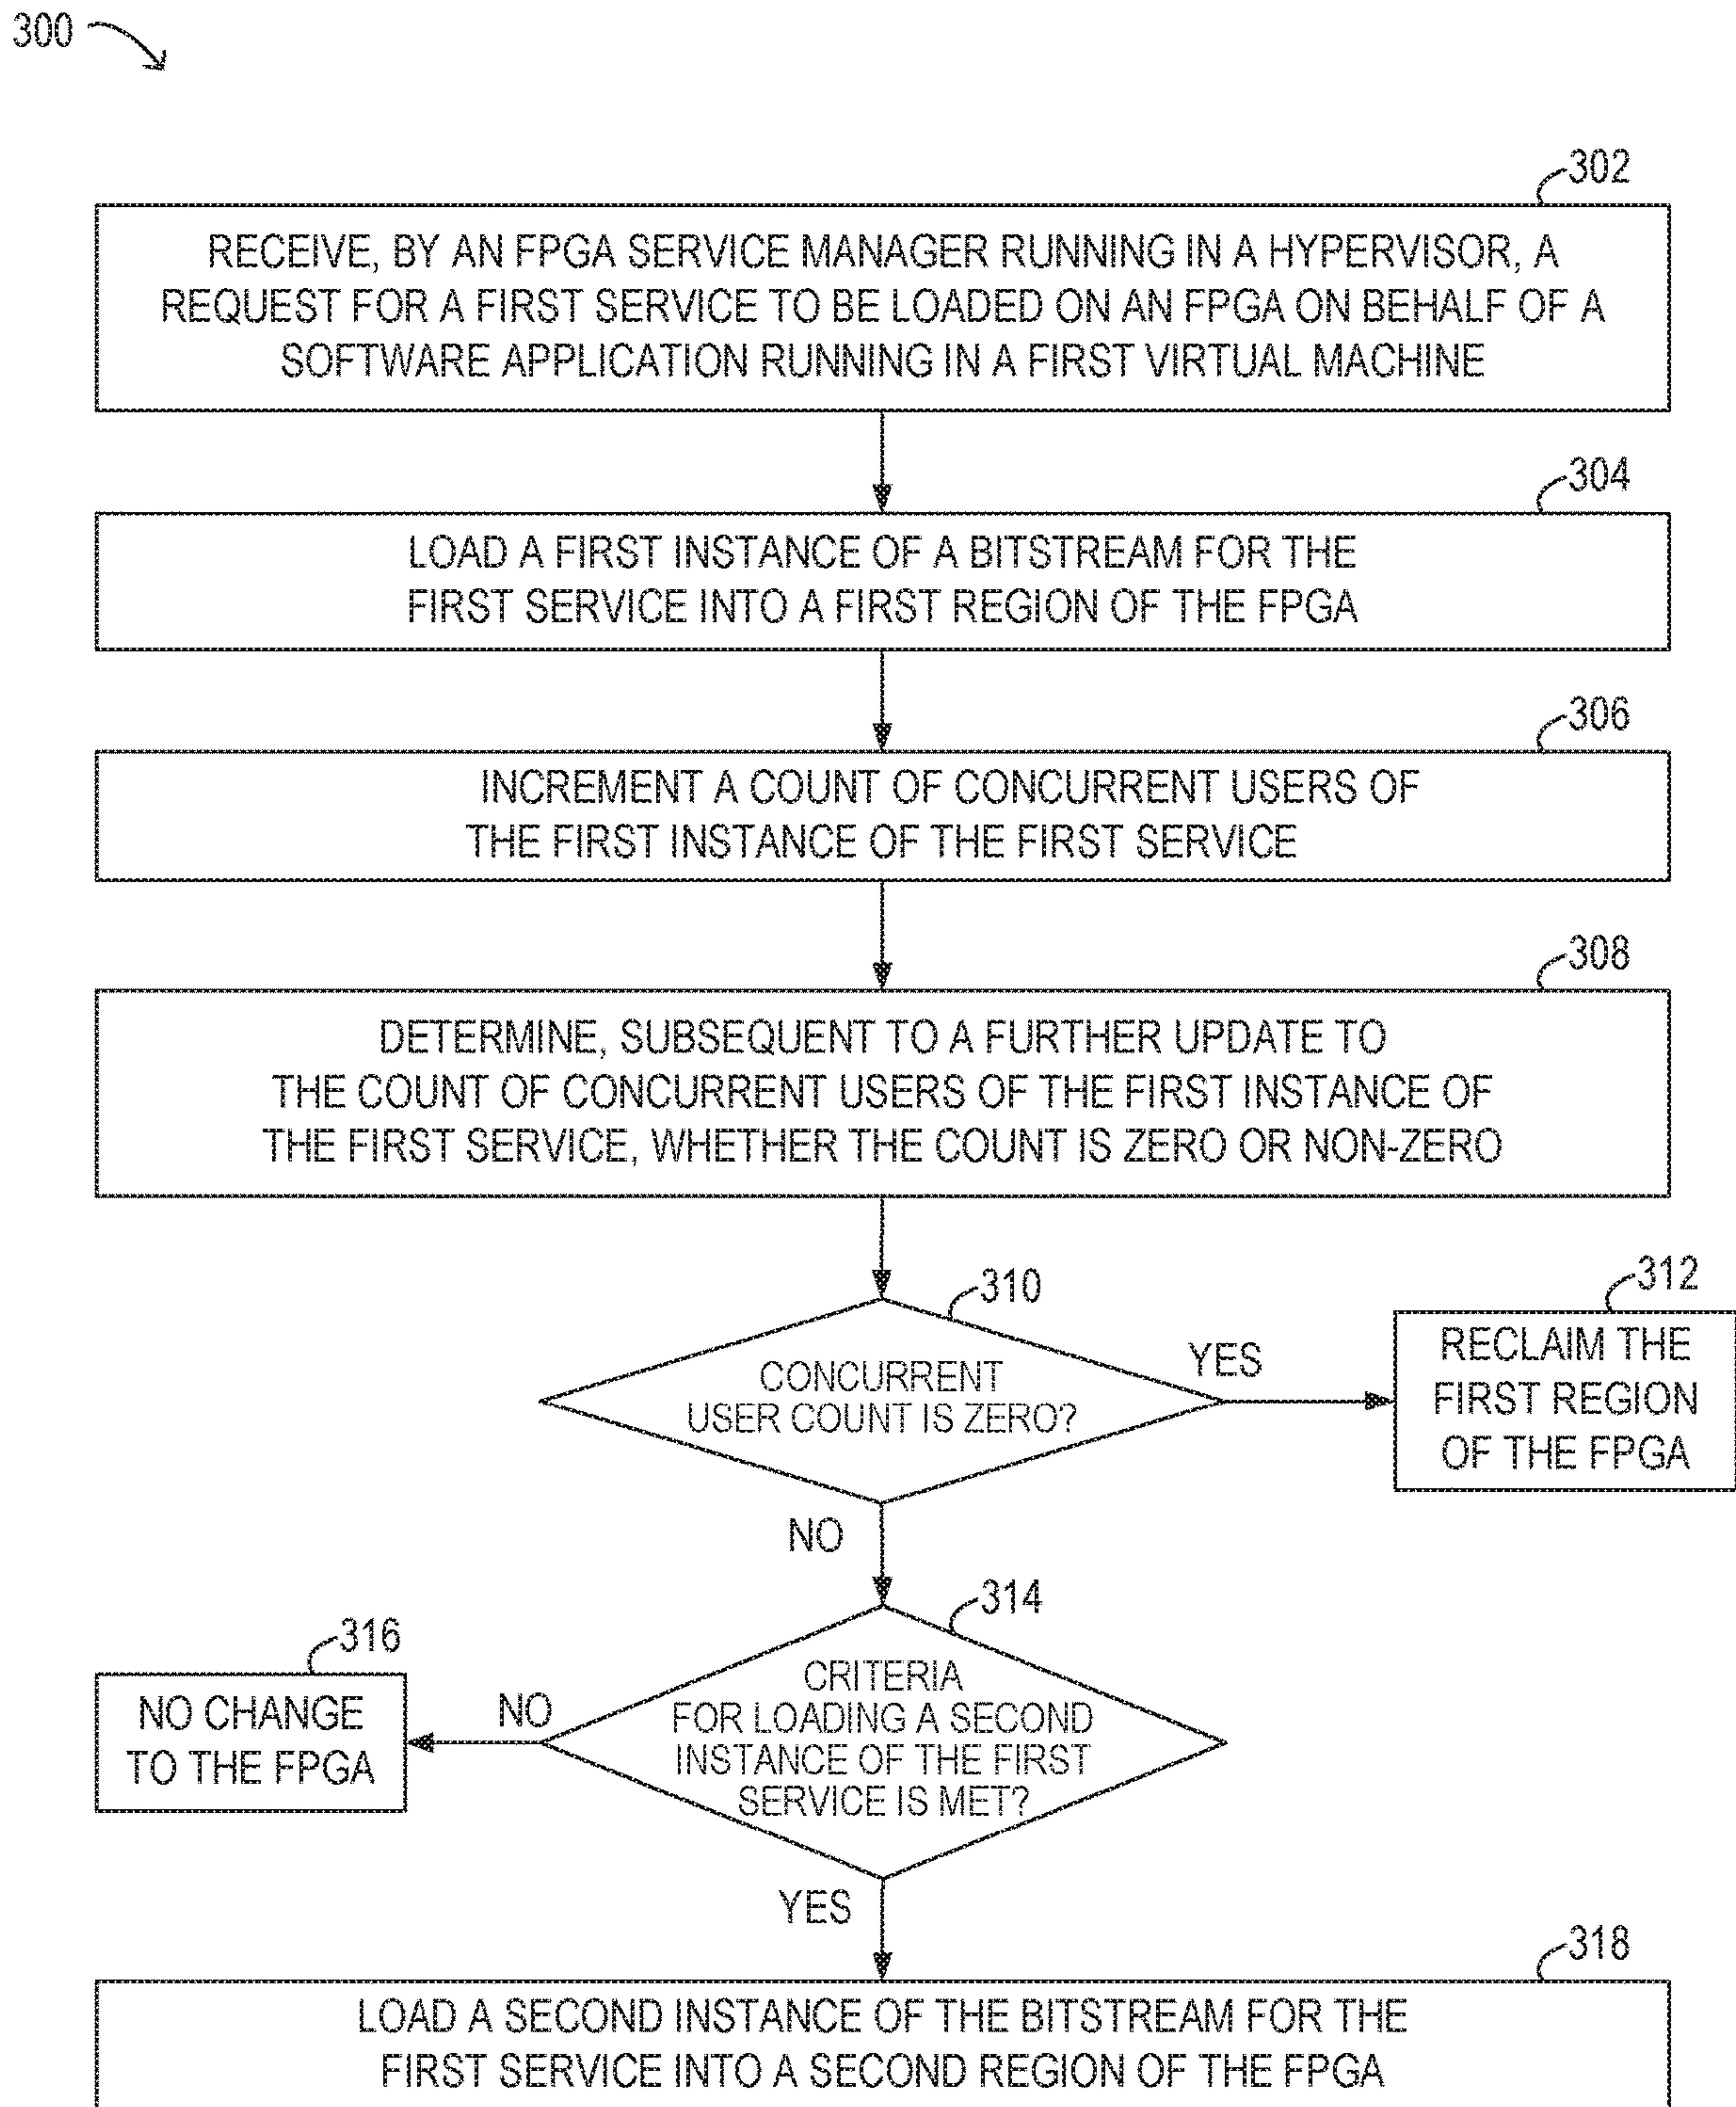 300
302
RECEIVE, BY AN FPGA SERVICE MANAGER RUNNING IN A HYPERVISOR, A
REQUEST FOR A FIRST SERVICE TO BE LOADED ON AN FPGA ON BEHALF OF A
SOFTWARE APPLICATION RUNNING IN A FIRST VIRTUAL MACHINE
304
LOAD A FIRST INSTANCE OF A BITSTREAM FOR THE
FIRST SERVICE INTO A FIRST REGION OF THE FPGA
306
INCREMENT A COUNT OF CONCURRENT USERS OF
THE FIRST INSTANCE OF THE FIRST SERVICE
308
DETERMINE, SUBSEQUENT TO A FURTHER UPDATE TO
THE COUNT OF CONCURRENT USERS OF THE FIRST INSTANCE OF
THE FIRST SERVICE, WHETHER THE COUNT IS ZERO OR NON-ZERO
310
CONCURRENT
USER COUNT IS ZERO?
YES
312
RECLAIM THE
FIRST REGION
OF THE FPGA
NO
314
CRITERIA
FOR LOADING A SECOND
INSTANCE OF THE FIRST
SERVICE IS MET?
NO
316
NO CHANGE
TO THE FPGA
YES
318
LOAD A SECOND INSTANCE OF THE BITSTREAM FOR THE
FIRST SERVICE INTO A SECOND REGION OF THE FPGA